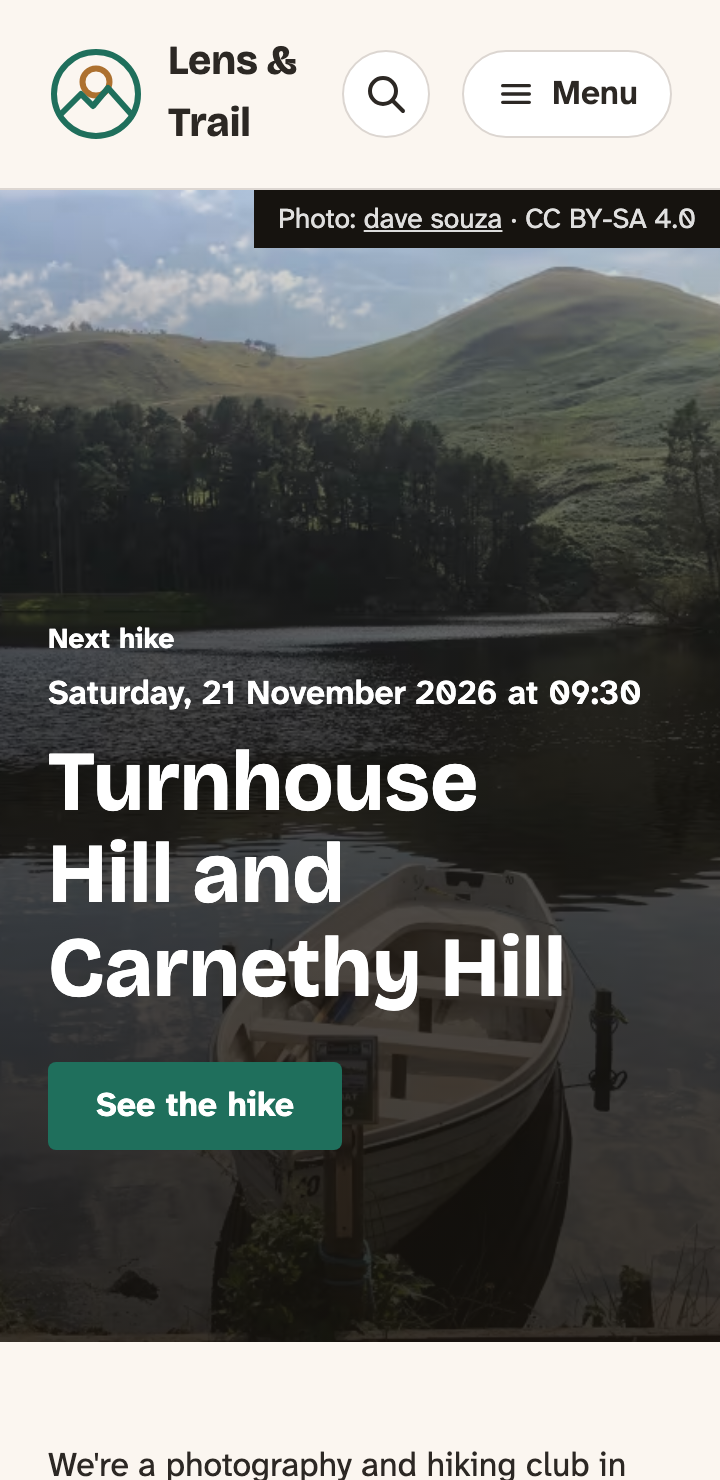 Lens &
Trail
Menu
Photo: dave souza · CC BY-SA 4.0
Next hike
Saturday, 21 November 2026 at 09:30
Turnhouse
Hill and
Carnethy Hill
See the hike
We're a photography and hiking club in